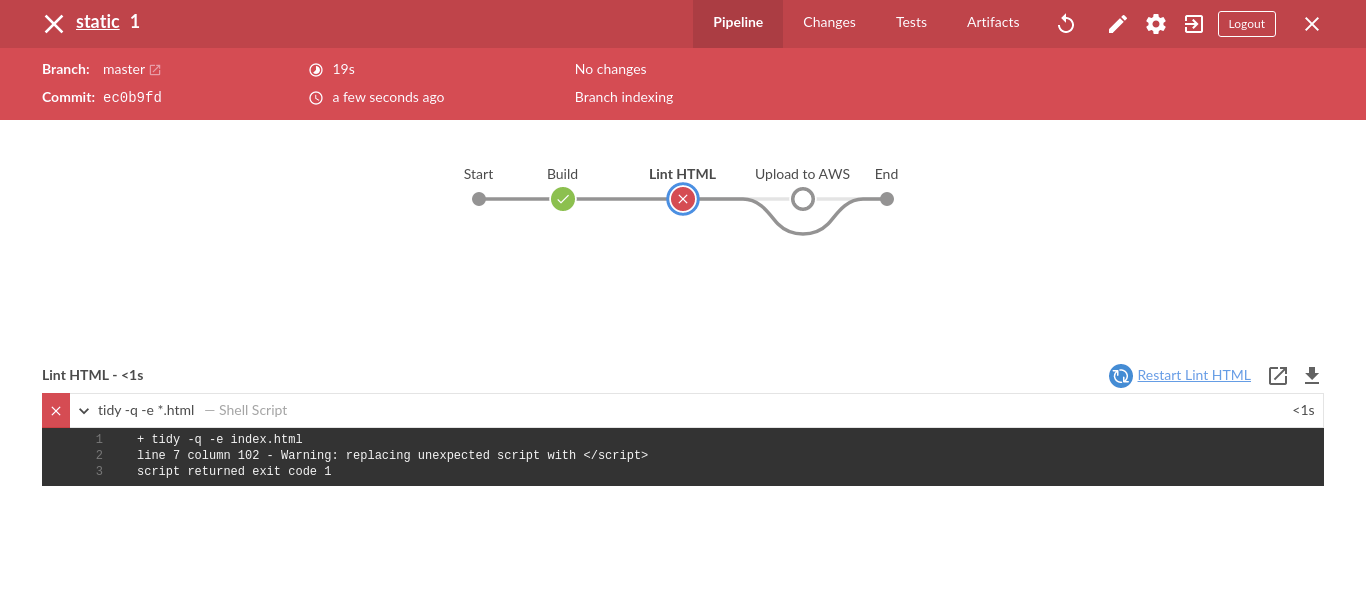 static 1 Pipeline Changes Tests Artifacts Logout
Branch: master 19s No changes
Commit: ec0b9fd a few seconds ago Branch indexing
Start Build Lint HTML Upload to AWS End
Lint HTML - <1s Restart Lint HTML
tidy -q -e *.html — Shell Script <1s
1 + tidy -q -e index.html
2 line 7 column 102 - Warning: replacing unexpected script with </script>
3 script returned exit code 1